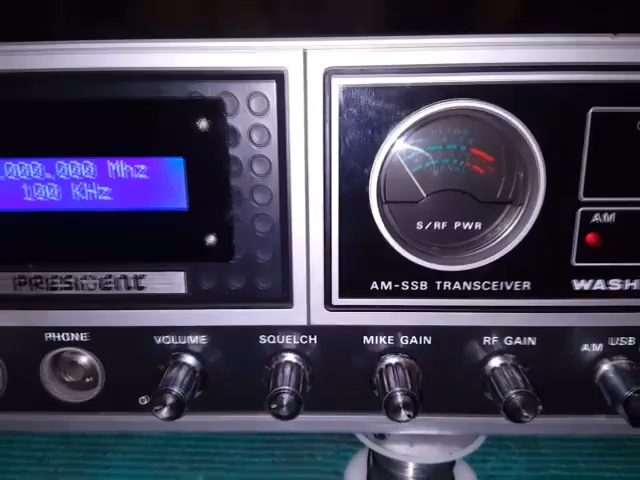 .000.000 Mhz
100 KHz
PRESIDENT
S/RF PWR
AM-SSB TRANSCEIVER
AM
WASH
PHONE
VOLUME
SQUELCH
MIKE GAIN
RF GAIN
AM
USB